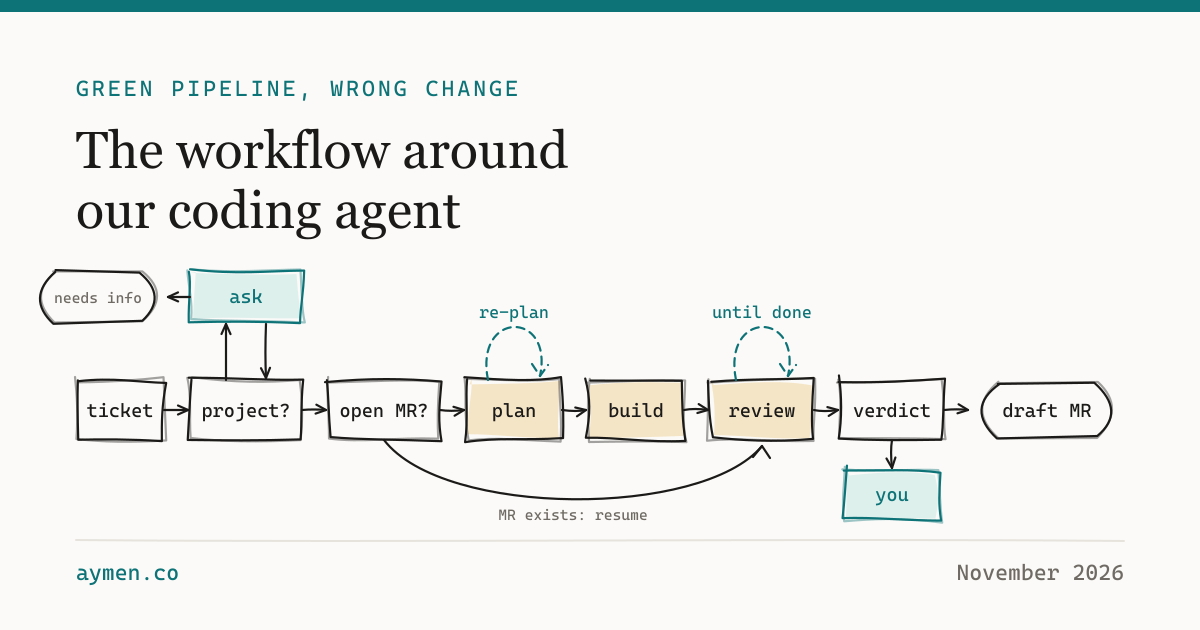 GREEN PIPELINE, WRONG CHANGE
The workflow around
our coding agent
needs info
ask
re-plan
until done
ticket
project?
open MR?
plan
build
review
verdict
draft MR
you
MR exists: resume
aymen.co
November 2026